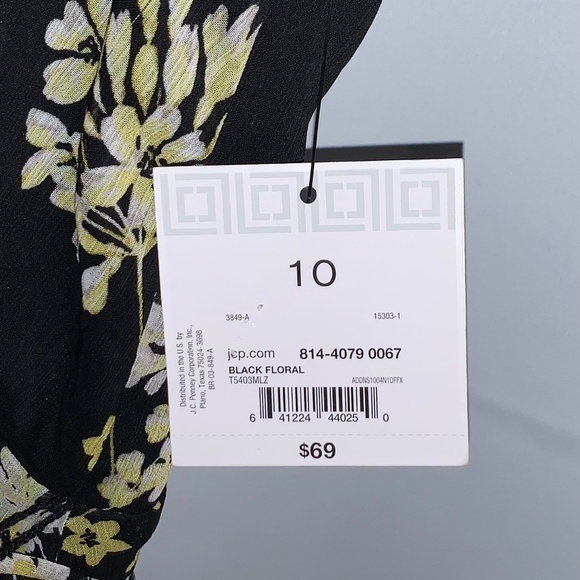 10
3849-A 15303-1
Distributed in the U.S. by
J.C. Penney Corporation, Inc.,
Plano, Texas 75024-3698
BR-03-849-A
jcp.com 814-4079 0067
BLACK FLORAL
T5403MLZ ADDNS1004N1DFFX
6 41224 44025 0
$69